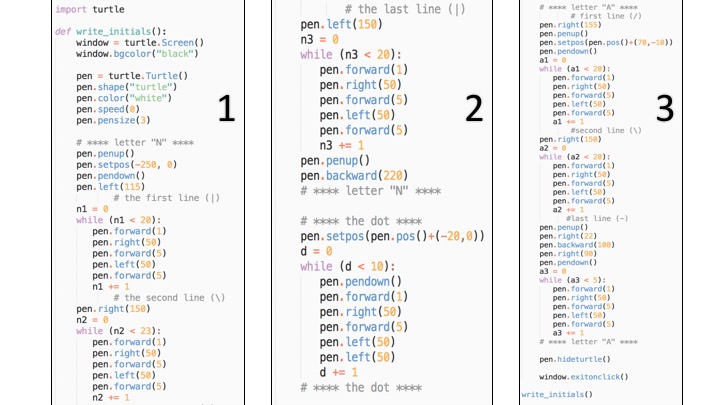 import turtle
def write_initials():
    window = turtle.Screen()
    window.bgcolor("black")
    pen = turtle.Turtle()
    pen.shape("turtle")
    pen.color("white")
    pen.speed(0)
    pen.pensize(3)
    # **** letter "N" ****
    pen.penup()
    pen.setpos(-250, 0)
    pen.pendown()
    pen.left(115)
        # the first line (|)
    n1 = 0
    while (n1 < 20):
        pen.forward(1)
        pen.right(50)
        pen.forward(5)
        pen.left(50)
        pen.forward(5)
        n1 += 1
        # the second line (\)
    pen.right(150)
    n2 = 0
    while (n2 < 23):
        pen.forward(1)
        pen.right(50)
        pen.forward(5)
        pen.left(50)
        pen.forward(5)
        n2 += 1
1
        # the last line (|)
    pen.left(150)
    n3 = 0
    while (n3 < 20):
        pen.forward(1)
        pen.right(50)
        pen.forward(5)
        pen.left(50)
        pen.forward(5)
        n3 += 1
    pen.penup()
    pen.backward(220)
    # **** letter "N" ****
    # **** the dot ****
    pen.setpos(pen.pos()+(-20,0))
    d = 0
    while (d < 10):
        pen.pendown()
        pen.forward(1)
        pen.right(50)
        pen.forward(5)
        pen.left(50)
        pen.left(50)
        d += 1
    # **** the dot ****
2
    # **** letter "A" ****
        # first line (/)
    pen.right(155)
    pen.penup()
    pen.setpos(pen.pos()+(70,-10))
    pen.pendown()
    a1 = 0
    while (a1 < 20):
        pen.forward(1)
        pen.right(50)
        pen.forward(5)
        pen.left(50)
        pen.forward(5)
        a1 += 1
        #second line (\)
    pen.right(150)
    a2 = 0
    while (a2 < 20):
        pen.forward(1)
        pen.right(50)
        pen.forward(5)
        pen.left(50)
        pen.forward(5)
        a2 += 1
        #last line (-)
    pen.penup()
    pen.right(22)
    pen.backward(100)
    pen.right(90)
    pen.pendown()
    a3 = 0
    while (a3 < 5):
        pen.forward(1)
        pen.right(50)
        pen.forward(5)
        pen.left(50)
        pen.forward(5)
        a3 += 1
    # **** letter "A" ****
    pen.hideturtle()
    window.exitonclick()
write_initials()
3